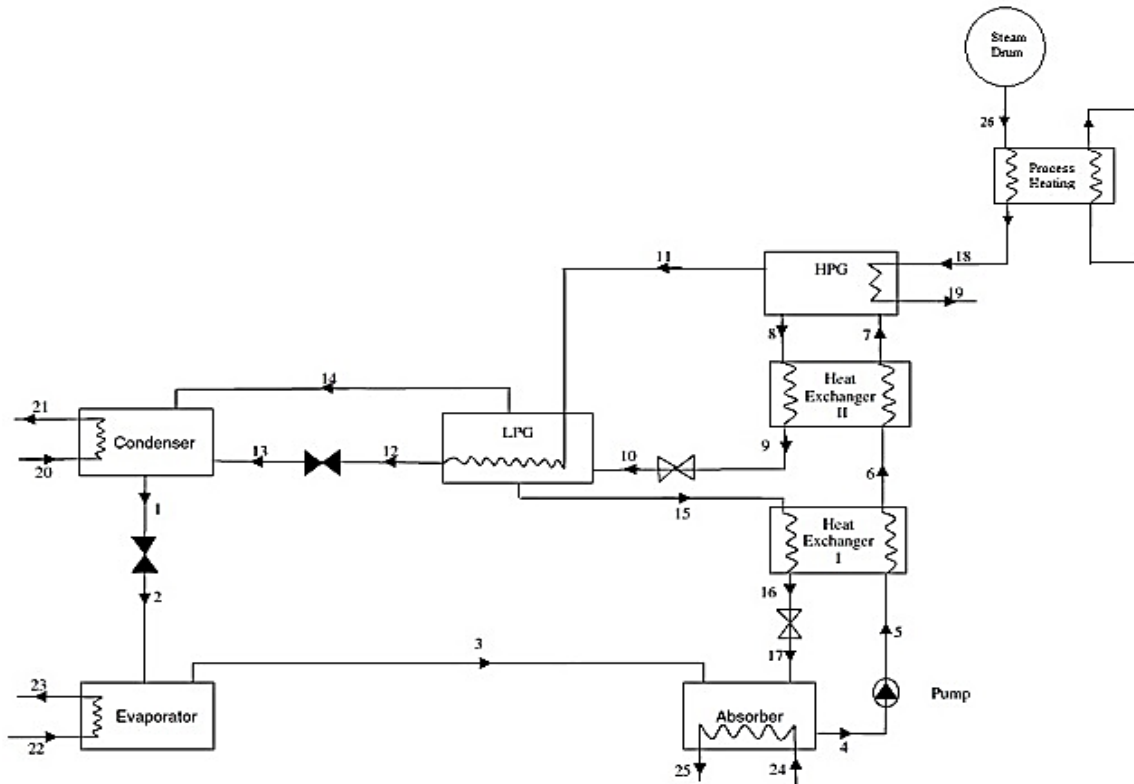 Steam
Drum
26
Process
Heating
11
HPG
18
19
8
7
14
Heat
Exchanger
II
21
Condenser
LPG
20
13
12
10
9
6
1
15
Heat
Exchanger
I
2
16
5
17
3
23
Evaporator
Absorber
Pump
22
4
25
24